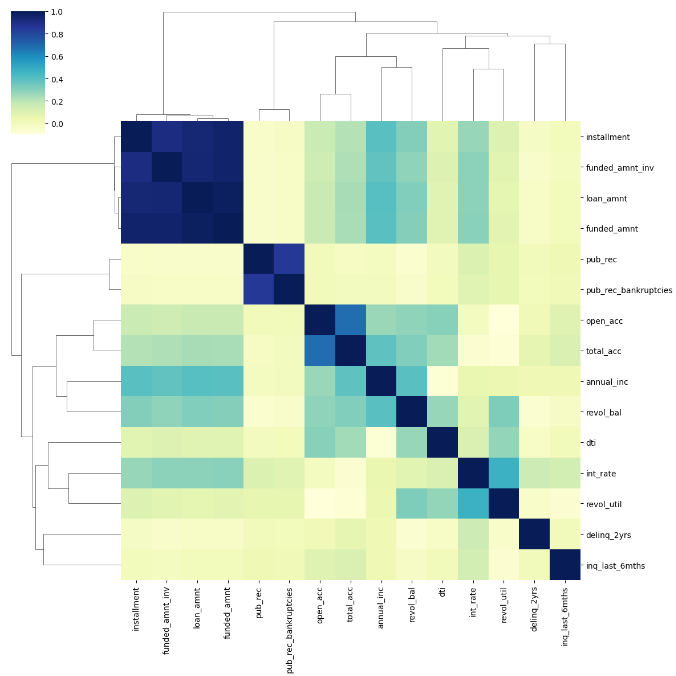 1.0
0.8
0.6
0.4
0.2
0.0
installment
funded_amnt_inv
loan_amnt
funded_amnt
pub_rec
pub_rec_bankruptcies
open_acc
total_acc
annual_inc
revol_bal
dti
int_rate
revol_util
delinq_2yrs
inq_last_6mths
installment
funded_amnt_inv
loan_amnt
funded_amnt
pub_rec
pub_rec_bankruptcies
open_acc
total_acc
annual_inc
revol_bal
dti
int_rate
revol_util
delinq_2yrs
inq_last_6mths